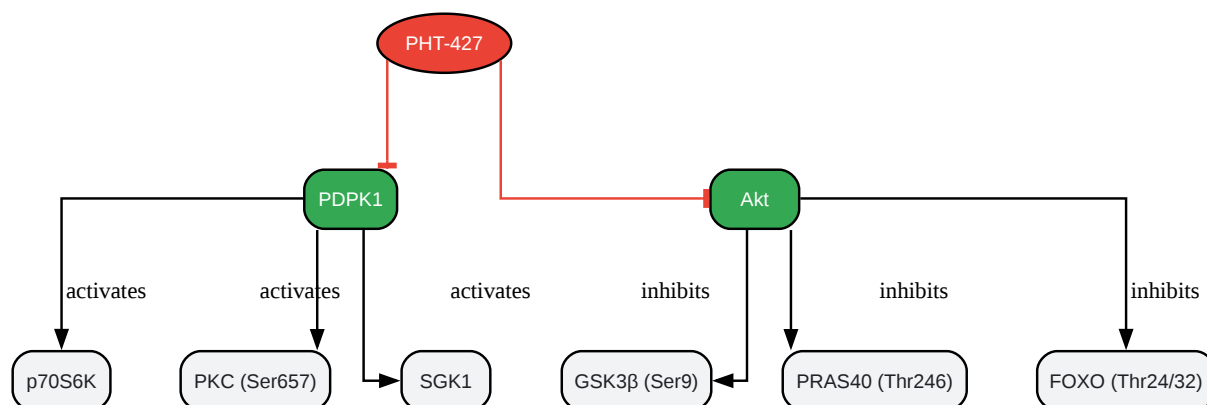 PHT-427
PDPK1
Akt
activates
activates
activates
inhibits
inhibits
inhibits
p70S6K
PKC (Ser657)
SGK1
GSK3β (Ser9)
PRAS40 (Thr246)
FOXO (Thr24/32)